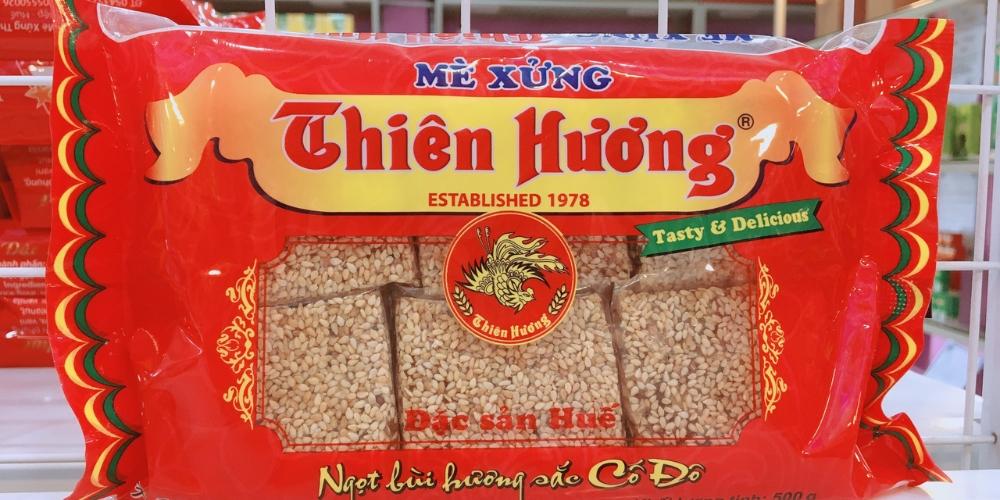 MÈ XỬNG
Thiên Hương®
ESTABLISHED 1978
Tasty & Delicious
Thiên Hương
Đặc sản Huế
Ngọt bùi hương sắc Cố Đô
tịnh: 500 g